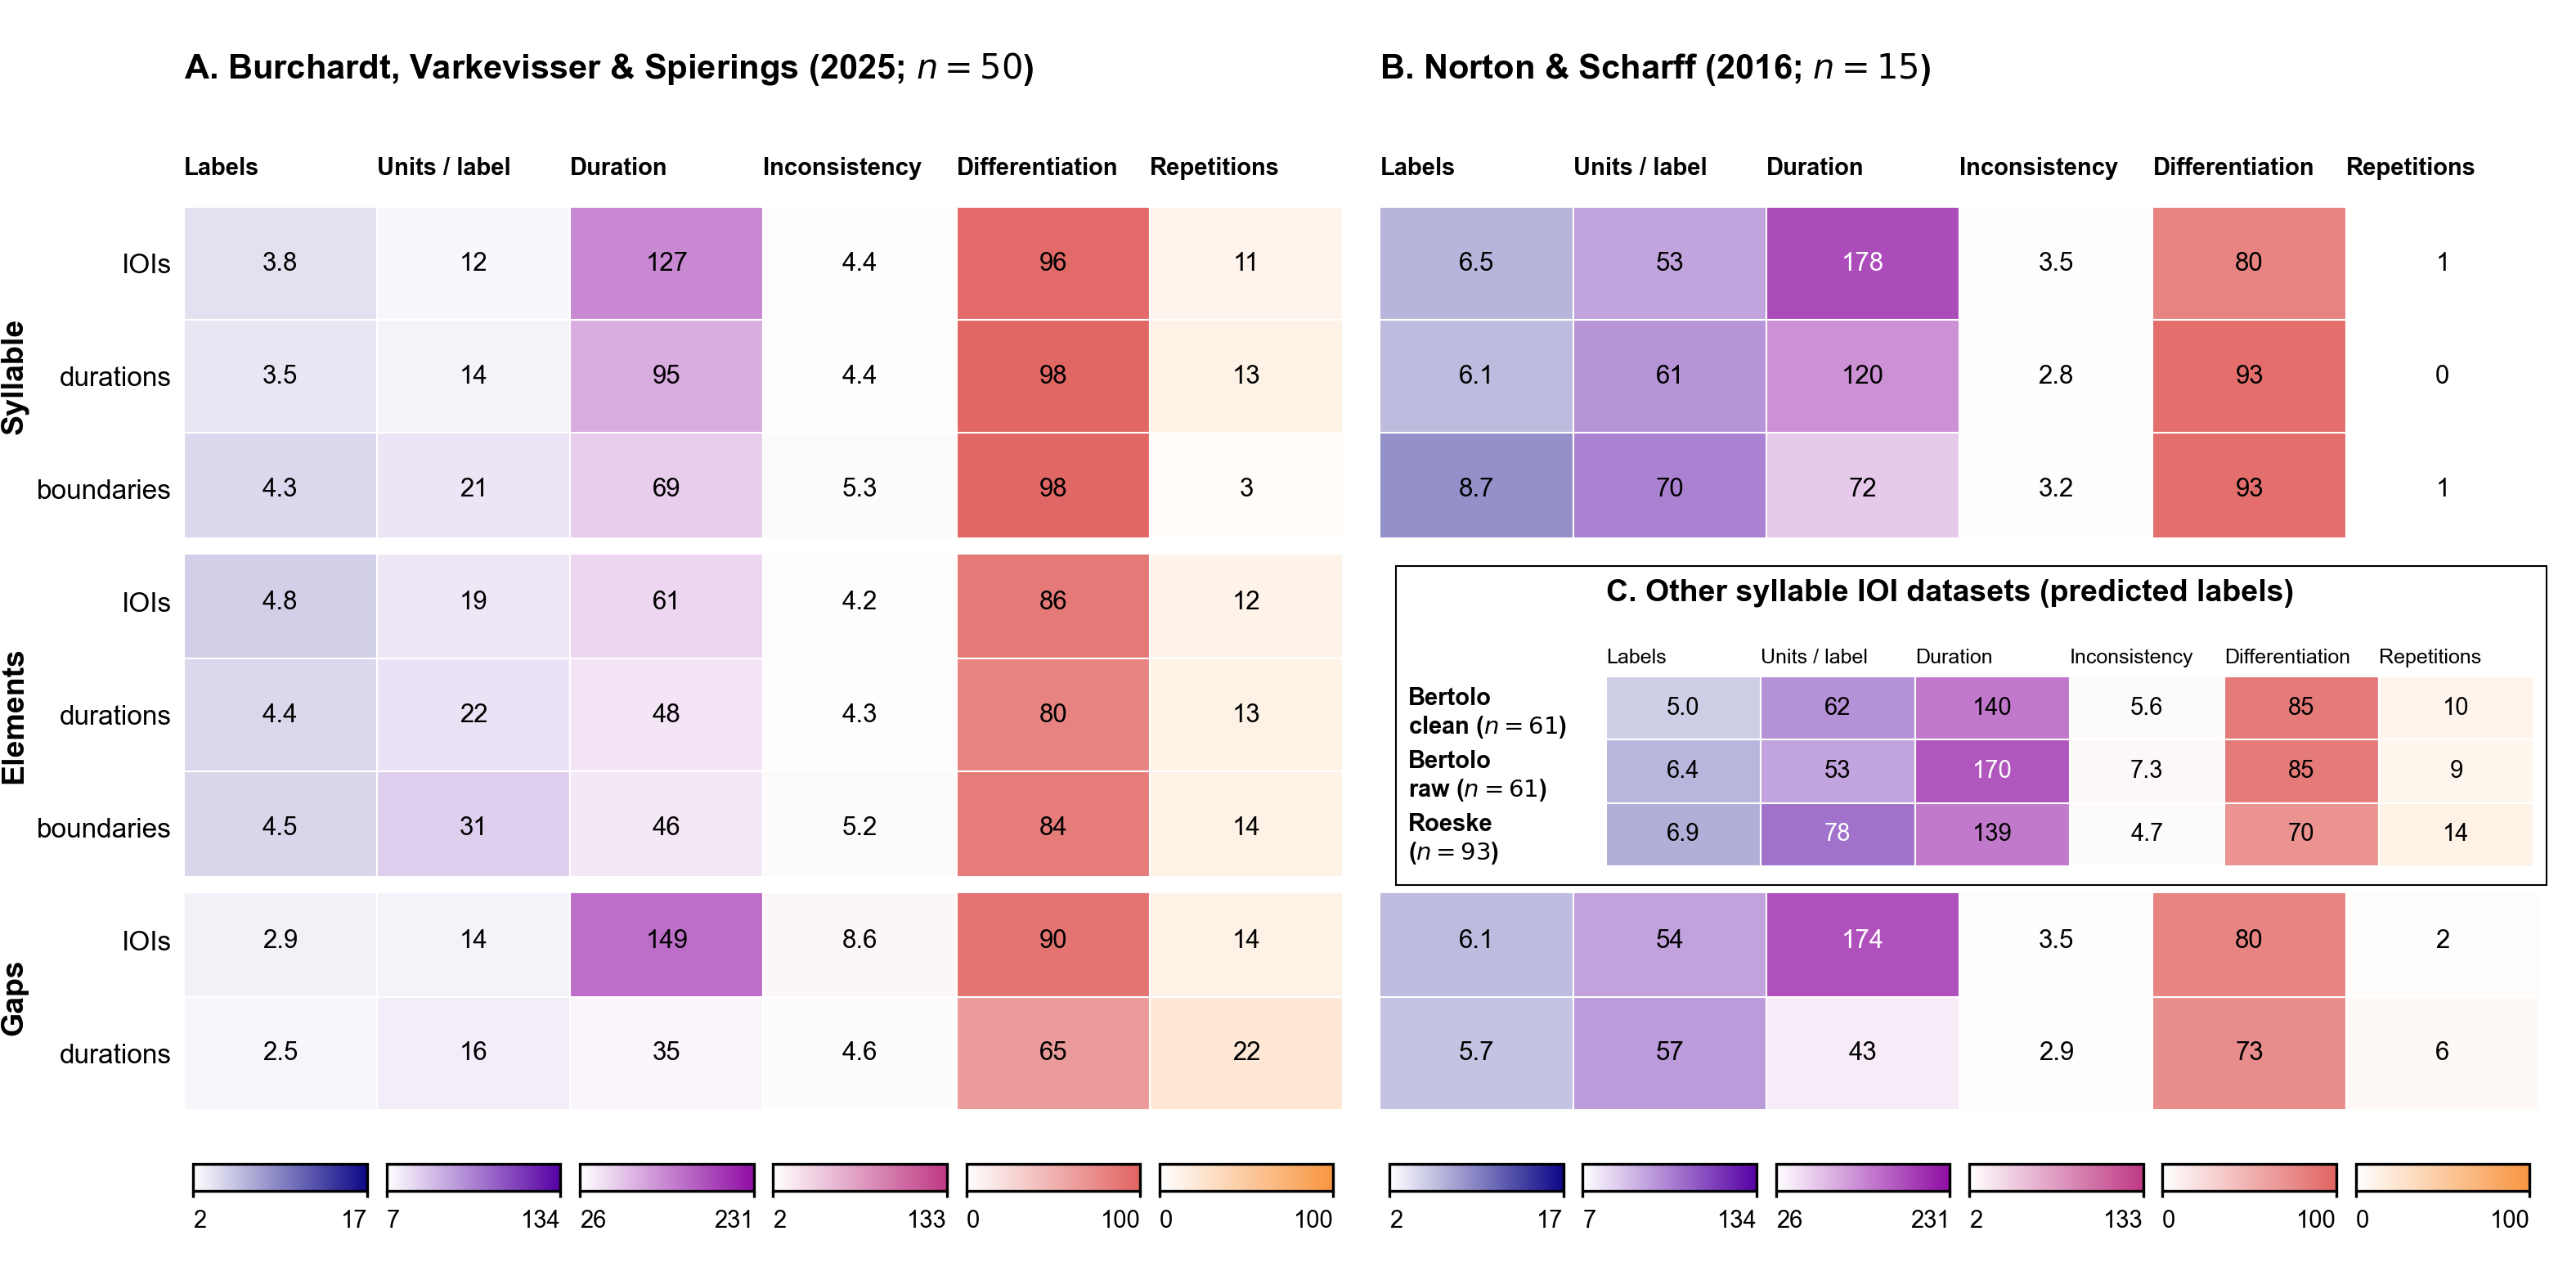 A. Burchardt, Varkevisser & Spierings (2025; n = 50)
Labels Units / label Duration Inconsistency Differentiation Repetitions
Syllable
IOIs 3.8 12 127 4.4 96 11
durations 3.5 14 95 4.4 98 13
boundaries 4.3 21 69 5.3 98 3
Elements
IOIs 4.8 19 61 4.2 86 12
durations 4.4 22 48 4.3 80 13
boundaries 4.5 31 46 5.2 84 14
Gaps
IOIs 2.9 14 149 8.6 90 14
durations 2.5 16 35 4.6 65 22
2 17 7 134 26 231 2 133 0 100 0 100
B. Norton & Scharff (2016; n = 15)
Labels Units / label Duration Inconsistency Differentiation Repetitions
6.5 53 178 3.5 80 1
6.1 61 120 2.8 93 0
8.7 70 72 3.2 93 1
C. Other syllable IOI datasets (predicted labels)
Labels Units / label Duration Inconsistency Differentiation Repetitions
Bertolo
clean (n = 61) 5.0 62 140 5.6 85 10
Bertolo
raw (n = 61) 6.4 53 170 7.3 85 9
Roeske
(n = 93) 6.9 78 139 4.7 70 14
6.1 54 174 3.5 80 2
5.7 57 43 2.9 73 6
2 17 7 134 26 231 2 133 0 100 0 100